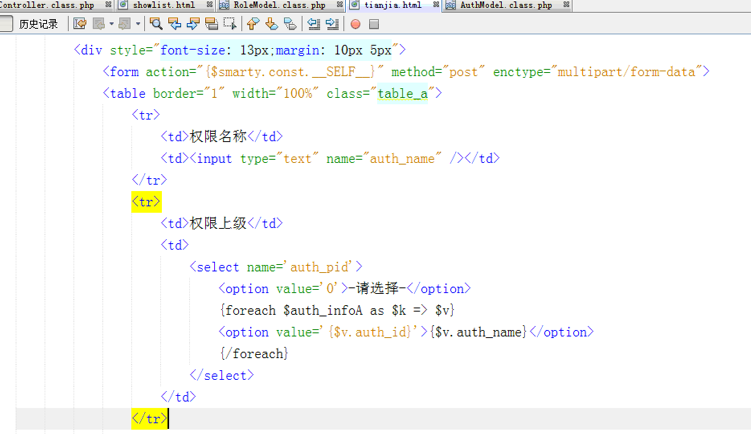 Controller.class.php showlist.html RoleModel.class.php tianjia.html AuthModel.class.php
历史记录
<div style="font-size: 13px;margin: 10px 5px">
<form action="{$smarty.const.__SELF__}" method="post" enctype="multipart/form-data">
<table border="1" width="100%" class="table_a">
<tr>
<td>权限名称</td>
<td><input type="text" name="auth_name" /></td>
</tr>
<tr>
<td>权限上级</td>
<td>
<select name='auth_pid'>
<option value='0'>-请选择-</option>
{foreach $auth_infoA as $k => $v}
<option value='{$v.auth_id}'>{$v.auth_name}</option>
{/foreach}
</select>
</td>
</tr>